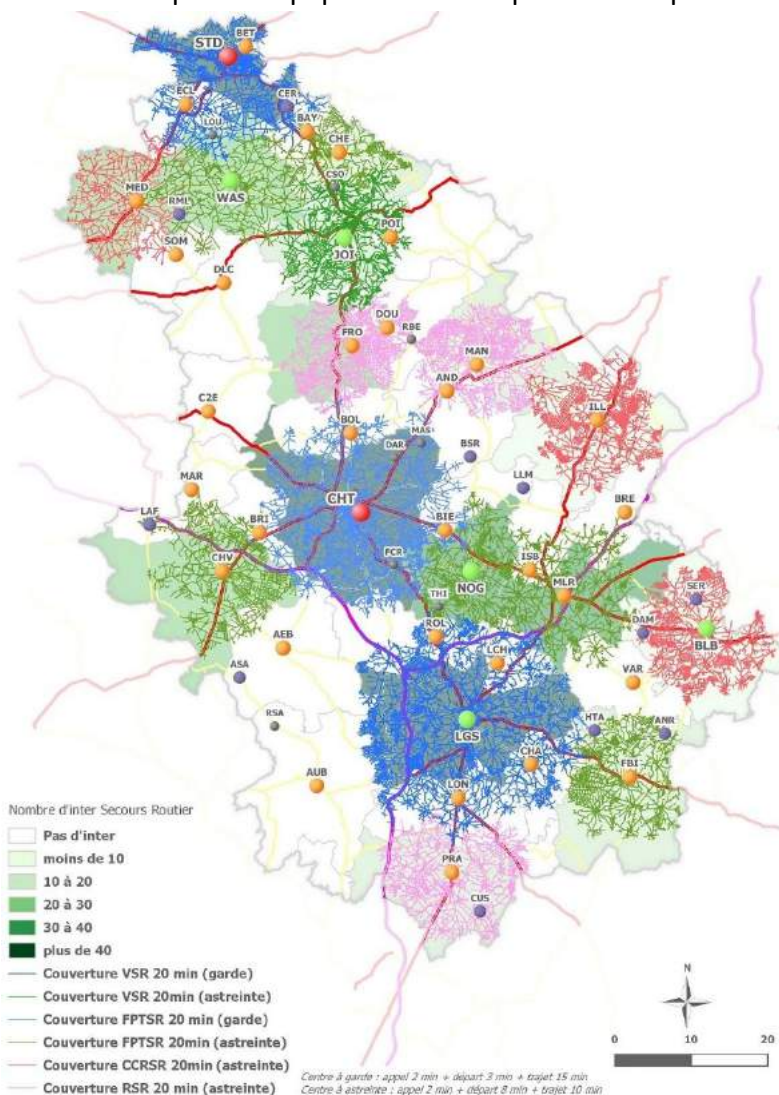 BET
STD
ECL
CER
LOU
BAY
CHE
CSO
MED
WAS
RML
POI
SOM
JOI
DLC
DOU
FRO
RBE
MAN
AND
C2E
ILL
BOL
MAS
DAR
BSR
MAR
LLM
CHT
BRE
LAF
BRI
BIE
FCR
ISB
CHV
NOG
MLR
THI
SER
ROL
DAM
BLB
AEB
LCH
ASA
VAR
RSA
LGS
HTA
ANR
CHA
FBI
AUB
LON
PRA
CUS
Nombre d'inter Secours Routier
Pas d'inter
moins de 10
10 à 20
20 à 30
30 à 40
plus de 40
Couverture VSR 20 min (garde)
Couverture VSR 20min (astreinte)
Couverture FPTSR 20 min (garde)
Couverture FPTSR 20min (astreinte)
Couverture CCRSR 20min (astreinte)
Couverture RSR 20 min (astreinte)
N
0 10 20
Centre à garde : appel 2 min + départ 3 min + trajet 15 min
Centre à astreinte : appel 2 min + départ 8 min + trajet 10 min